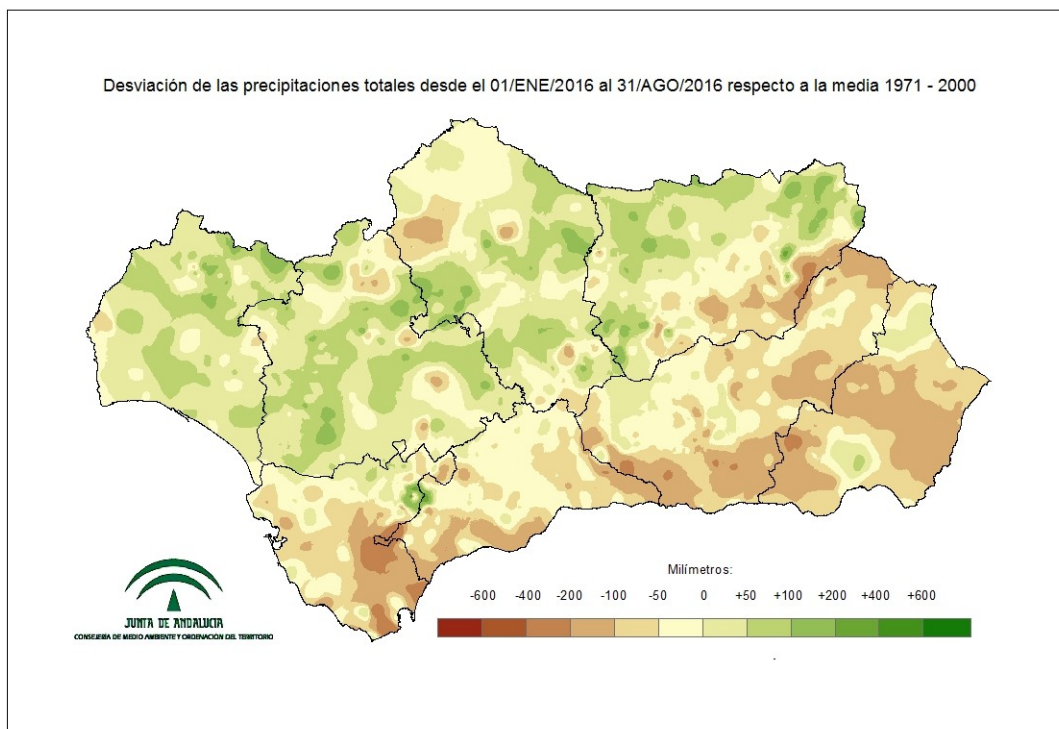 Desviación de las precipitaciones totales desde el 01/ENE/2016 al 31/AGO/2016 respecto a la media 1971 - 2000
Milímetros:
-600 -400 -200 -100 -50 0 +50 +100 +200 +400 +600
JUNTA DE ANDALUCIA
CONSEJERÍA DE MEDIO AMBIENTE Y ORDENACIÓN DEL TERRITORIO